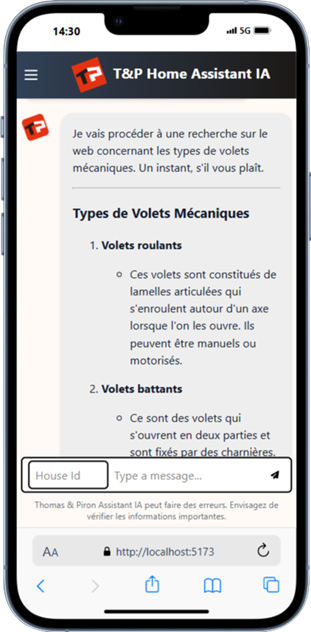 14:30
5G
TP T&P Home Assistant IA
TP
Je vais procéder à une recherche sur le
web concernant les types de volets
mécaniques. Un instant, s'il vous plaît.
Types de Volets Mécaniques
1. Volets roulants
Ces volets sont constitués de
lamelles articulées qui
s'enroulent autour d'un axe
lorsque l'on les ouvre. Ils
peuvent être manuels ou
motorisés.
2. Volets battants
Ce sont des volets qui
s'ouvrent en deux parties et
sont fixés par des charnières.
House Id Type a message...
Thomas & Piron Assistant IA peut faire des erreurs. Envisagez de
vérifier les informations importantes.
AA http://localhost:5173